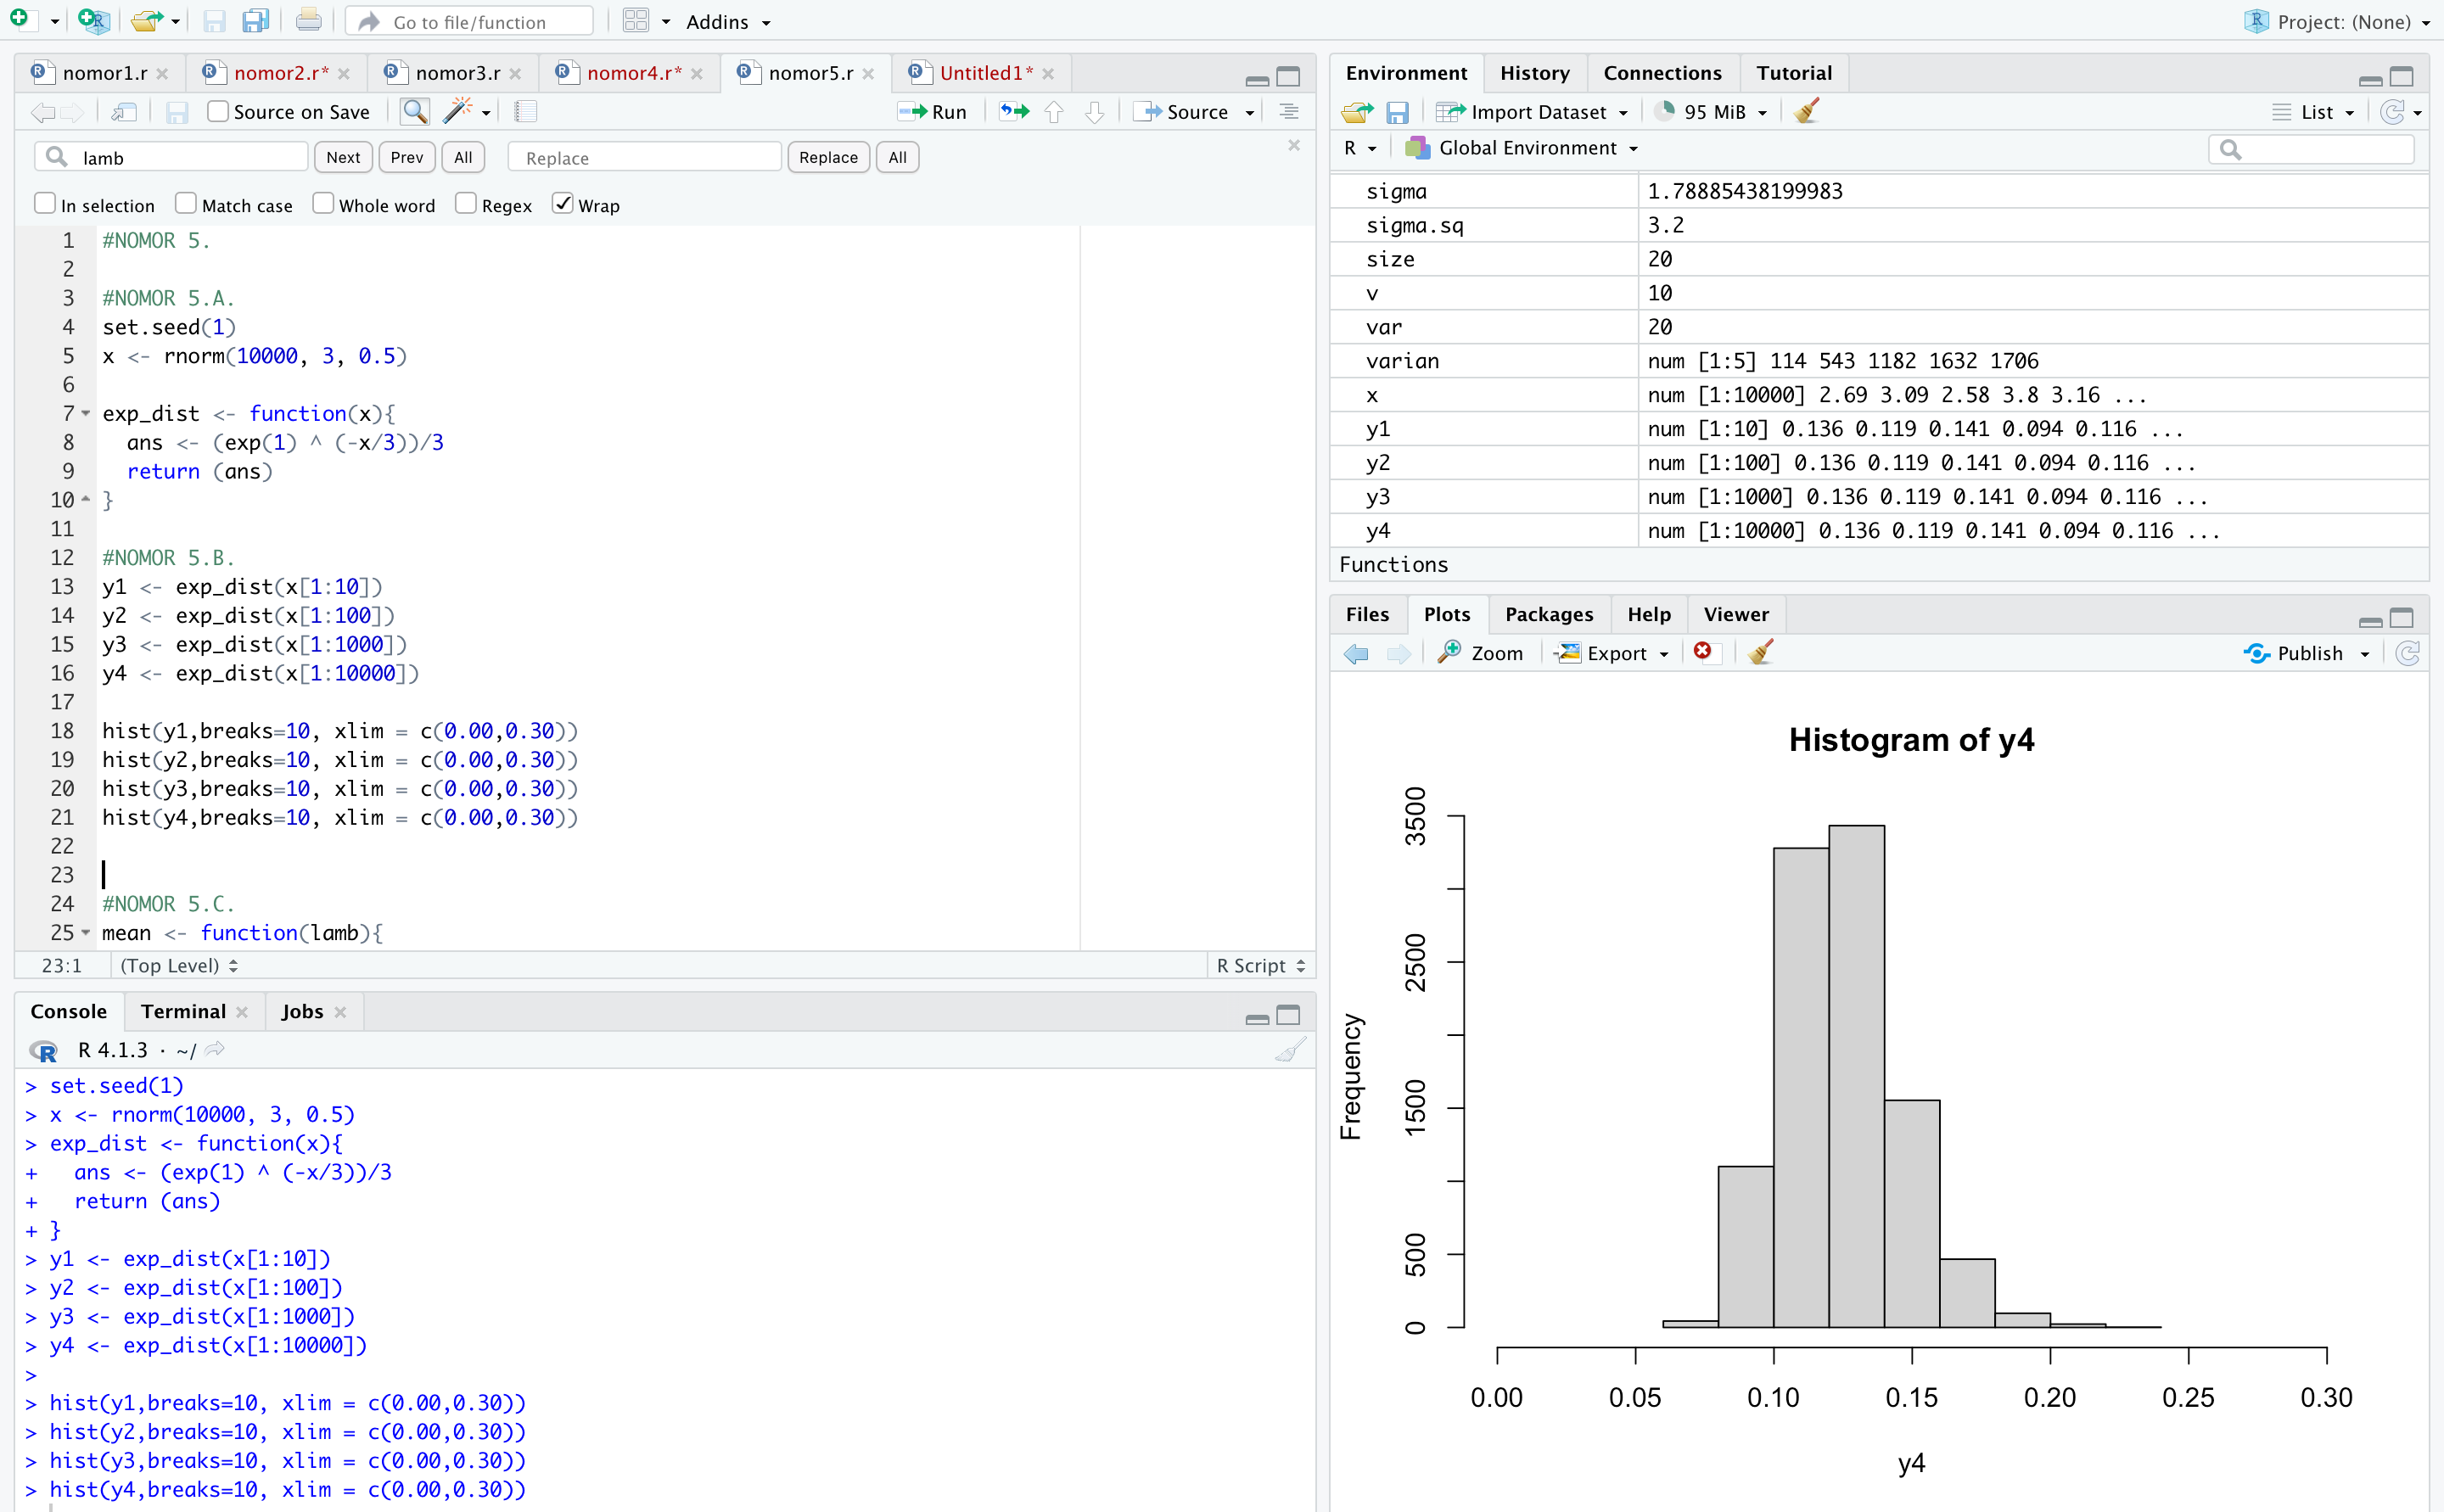 Go to file/function Addins Project: (None)
nomor1.r nomor2.r* nomor3.r nomor4.r* nomor5.r Untitled1*
Source on Save Run Source
lamb Next Prev All Replace Replace All
In selection Match case Whole word Regex Wrap
1 #NOMOR 5.
2
3 #NOMOR 5.A.
4 set.seed(1)
5 x <- rnorm(10000, 3, 0.5)
6
7 exp_dist <- function(x){
8 ans <- (exp(1) ^ (-x/3))/3
9 return (ans)
10 }
11
12 #NOMOR 5.B.
13 y1 <- exp_dist(x[1:10])
14 y2 <- exp_dist(x[1:100])
15 y3 <- exp_dist(x[1:1000])
16 y4 <- exp_dist(x[1:10000])
17
18 hist(y1,breaks=10, xlim = c(0.00,0.30))
19 hist(y2,breaks=10, xlim = c(0.00,0.30))
20 hist(y3,breaks=10, xlim = c(0.00,0.30))
21 hist(y4,breaks=10, xlim = c(0.00,0.30))
22
23
24 #NOMOR 5.C.
25 mean <- function(lamb){
23:1 (Top Level) R Script
Console Terminal Jobs
R R 4.1.3 · ~/
> set.seed(1)
> x <- rnorm(10000, 3, 0.5)
> exp_dist <- function(x){
+ ans <- (exp(1) ^ (-x/3))/3
+ return (ans)
+ }
> y1 <- exp_dist(x[1:10])
> y2 <- exp_dist(x[1:100])
> y3 <- exp_dist(x[1:1000])
> y4 <- exp_dist(x[1:10000])
>
> hist(y1,breaks=10, xlim = c(0.00,0.30))
> hist(y2,breaks=10, xlim = c(0.00,0.30))
> hist(y3,breaks=10, xlim = c(0.00,0.30))
> hist(y4,breaks=10, xlim = c(0.00,0.30))
Environment History Connections Tutorial
Import Dataset 95 MiB List
R Global Environment
sigma 1.78885438199983
sigma.sq 3.2
size 20
v 10
var 20
varian num [1:5] 114 543 1182 1632 1706
x num [1:10000] 2.69 3.09 2.58 3.8 3.16 ...
y1 num [1:10] 0.136 0.119 0.141 0.094 0.116 ...
y2 num [1:100] 0.136 0.119 0.141 0.094 0.116 ...
y3 num [1:1000] 0.136 0.119 0.141 0.094 0.116 ...
y4 num [1:10000] 0.136 0.119 0.141 0.094 0.116 ...
Functions
Files Plots Packages Help Viewer
Zoom Export Publish
Histogram of y4
Frequency
3500
2500
1500
500
0
0.00 0.05 0.10 0.15 0.20 0.25 0.30
y4